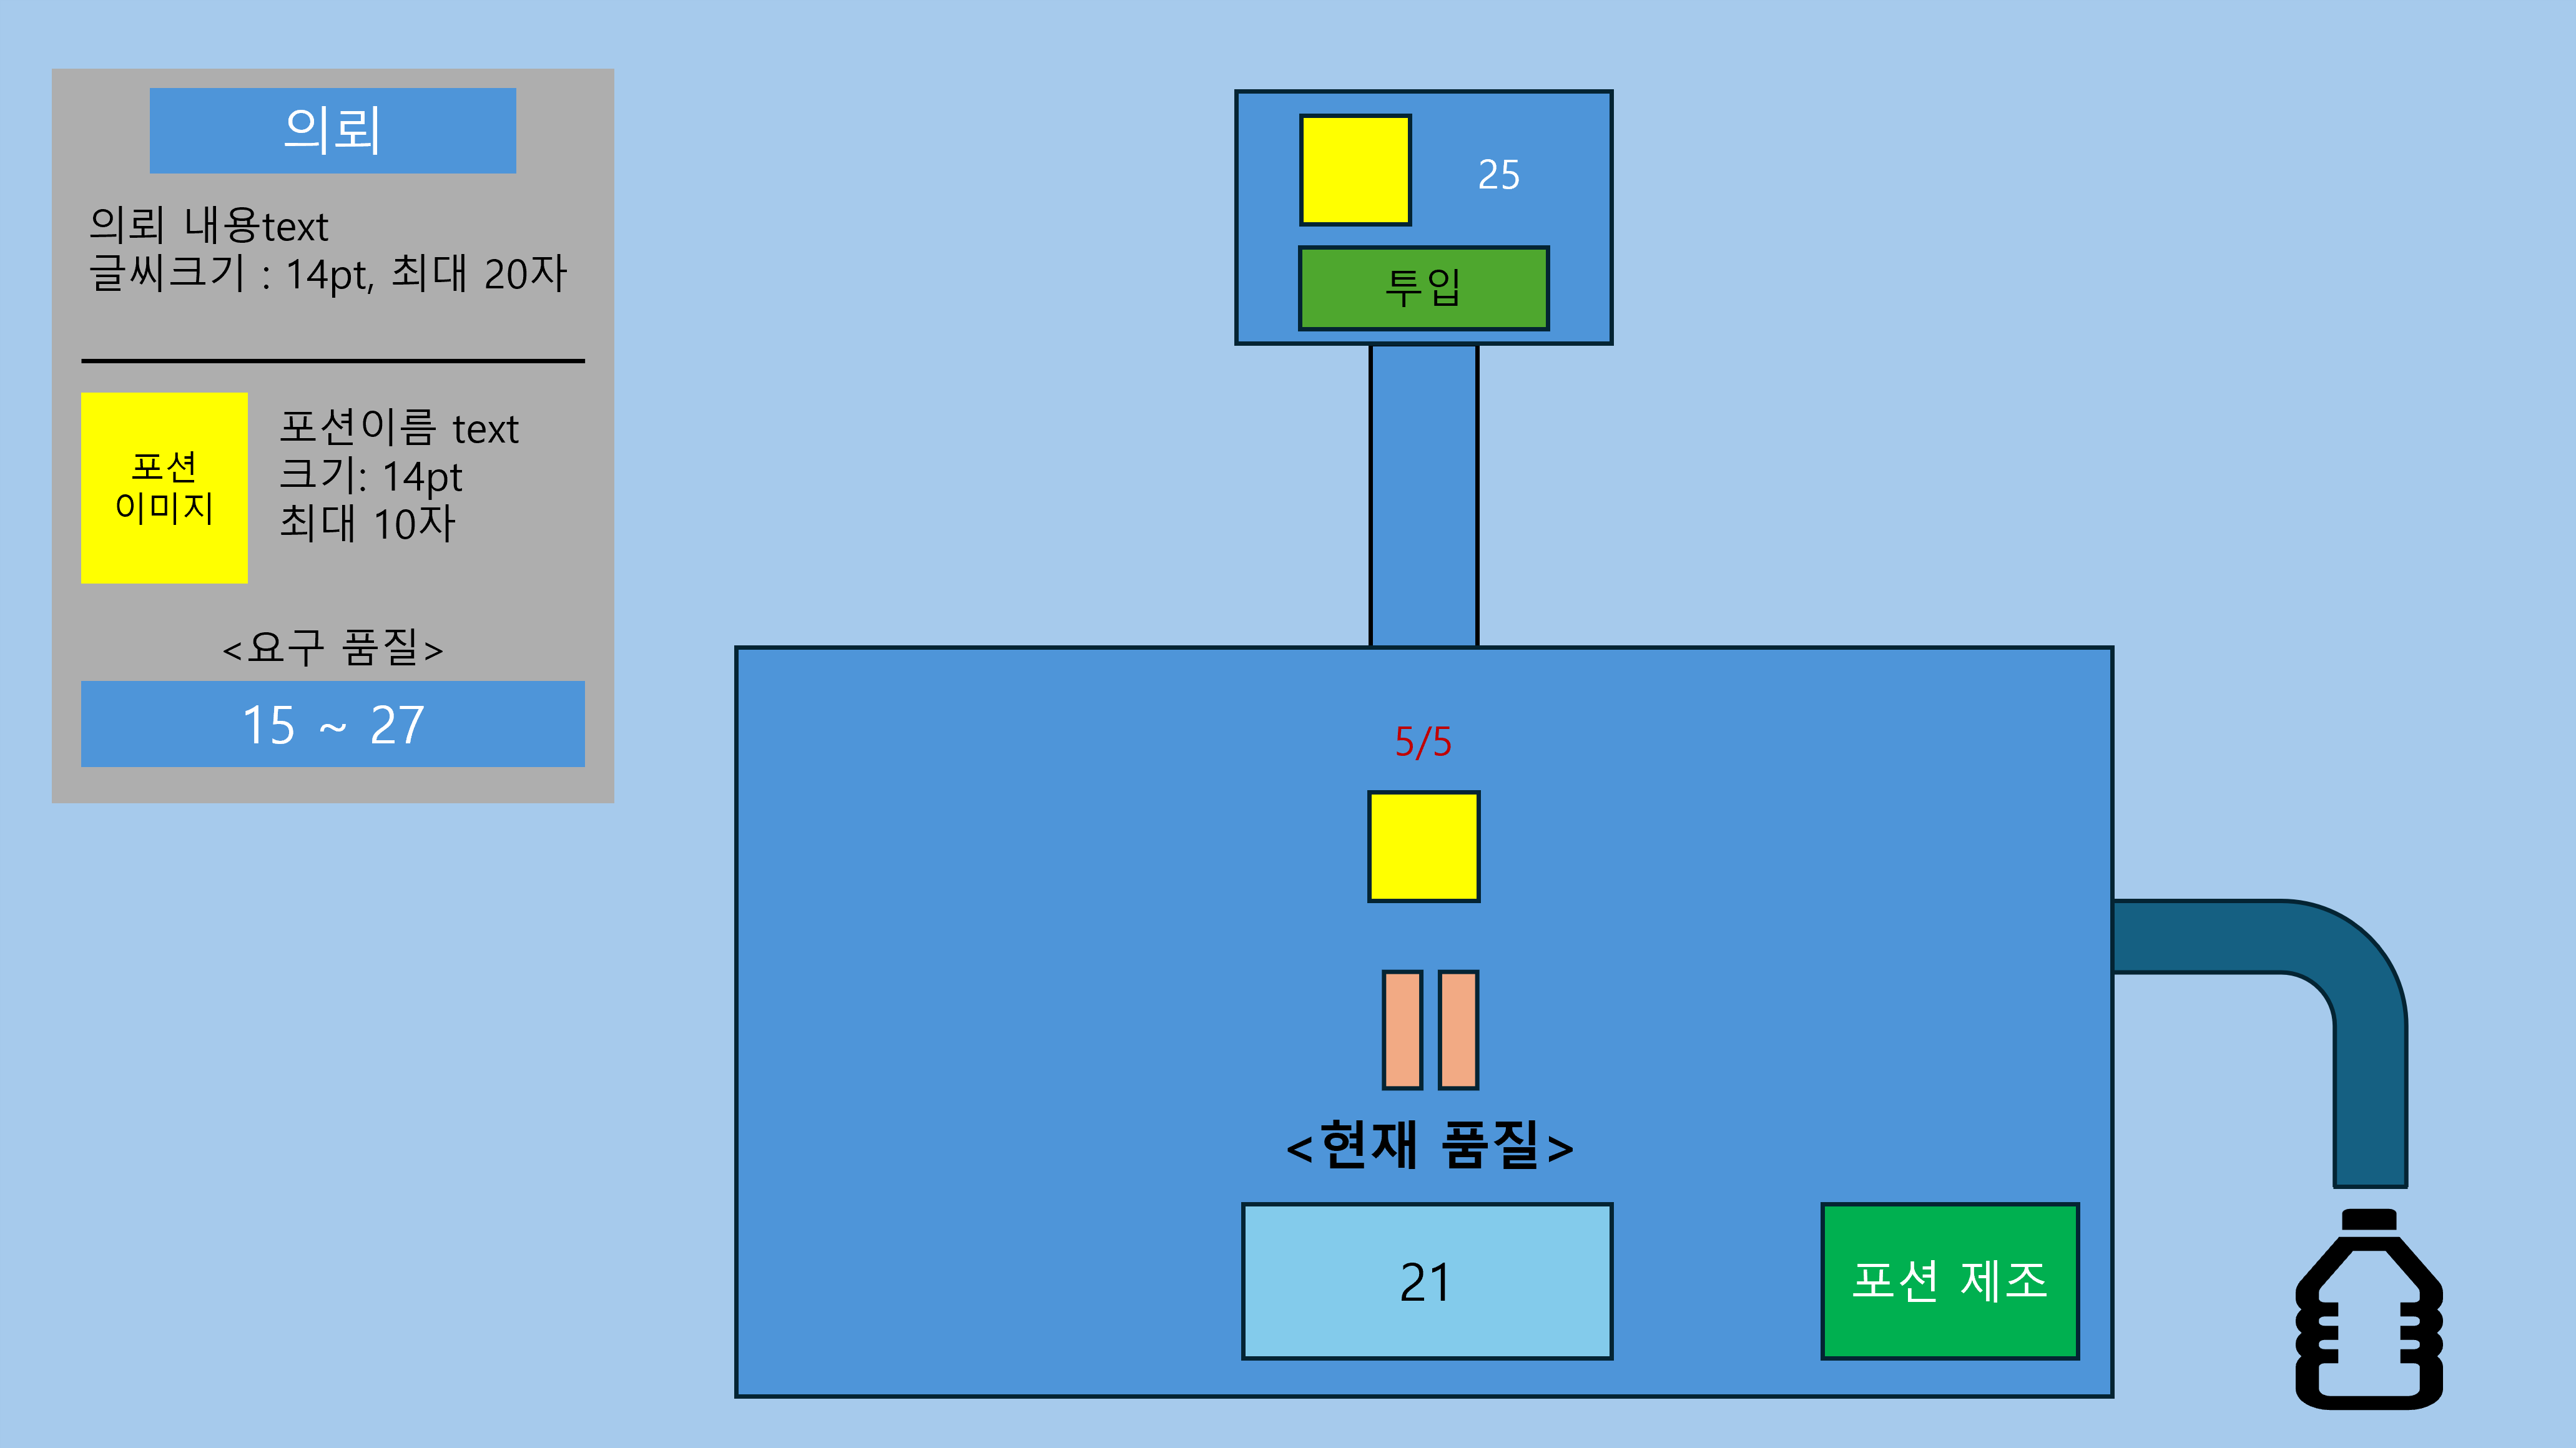 의뢰
의뢰 내용text
글씨크기 : 14pt, 최대 20자
포션
이미지
포션이름 text
크기: 14pt
최대 10자
<요구 품질>
15 ~ 27
25
투입
5/5
<현재 품질>
21
포션 제조